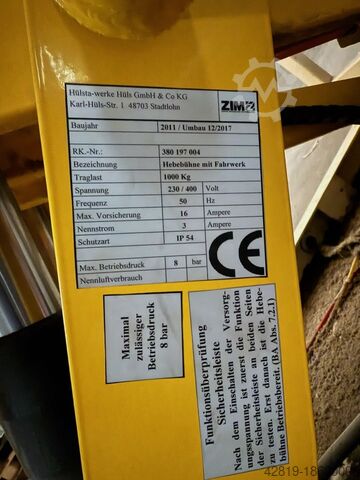 Hülsta-werke Hüls GmbH & Co KG
Karl-Hüls-Str. 1 48703 Stadtlohn
ZIMA
Baujahr 2011 / Umbau 12/2017
RK.-Nr.: 380 197 004
Bezeichnung Hebebühne mit Fahrwerk
Traglast 1000 Kg
Spannung 230 / 400 Volt
Frequenz 50 Hz
Max. Vorsicherung 16 Ampere
Nennstrom 3 Ampere
Schutzart IP 54
Max. Betriebsdruck 8 bar
Nennluftverbrauch
CE
Maximal
zulässiger
Betriebsdruck
8 bar
Funktionsüberprüfung
Sicherheitsleiste
Nach dem Einschalten der Versorg-
ungsspannung ist zuerst die Funktion
der Sicherheitsleiste an beiden Seiten
zu testen. Erst danach ist die Hebe-
bühne Betriebsbereit. (BA Abs. 7.2.1)